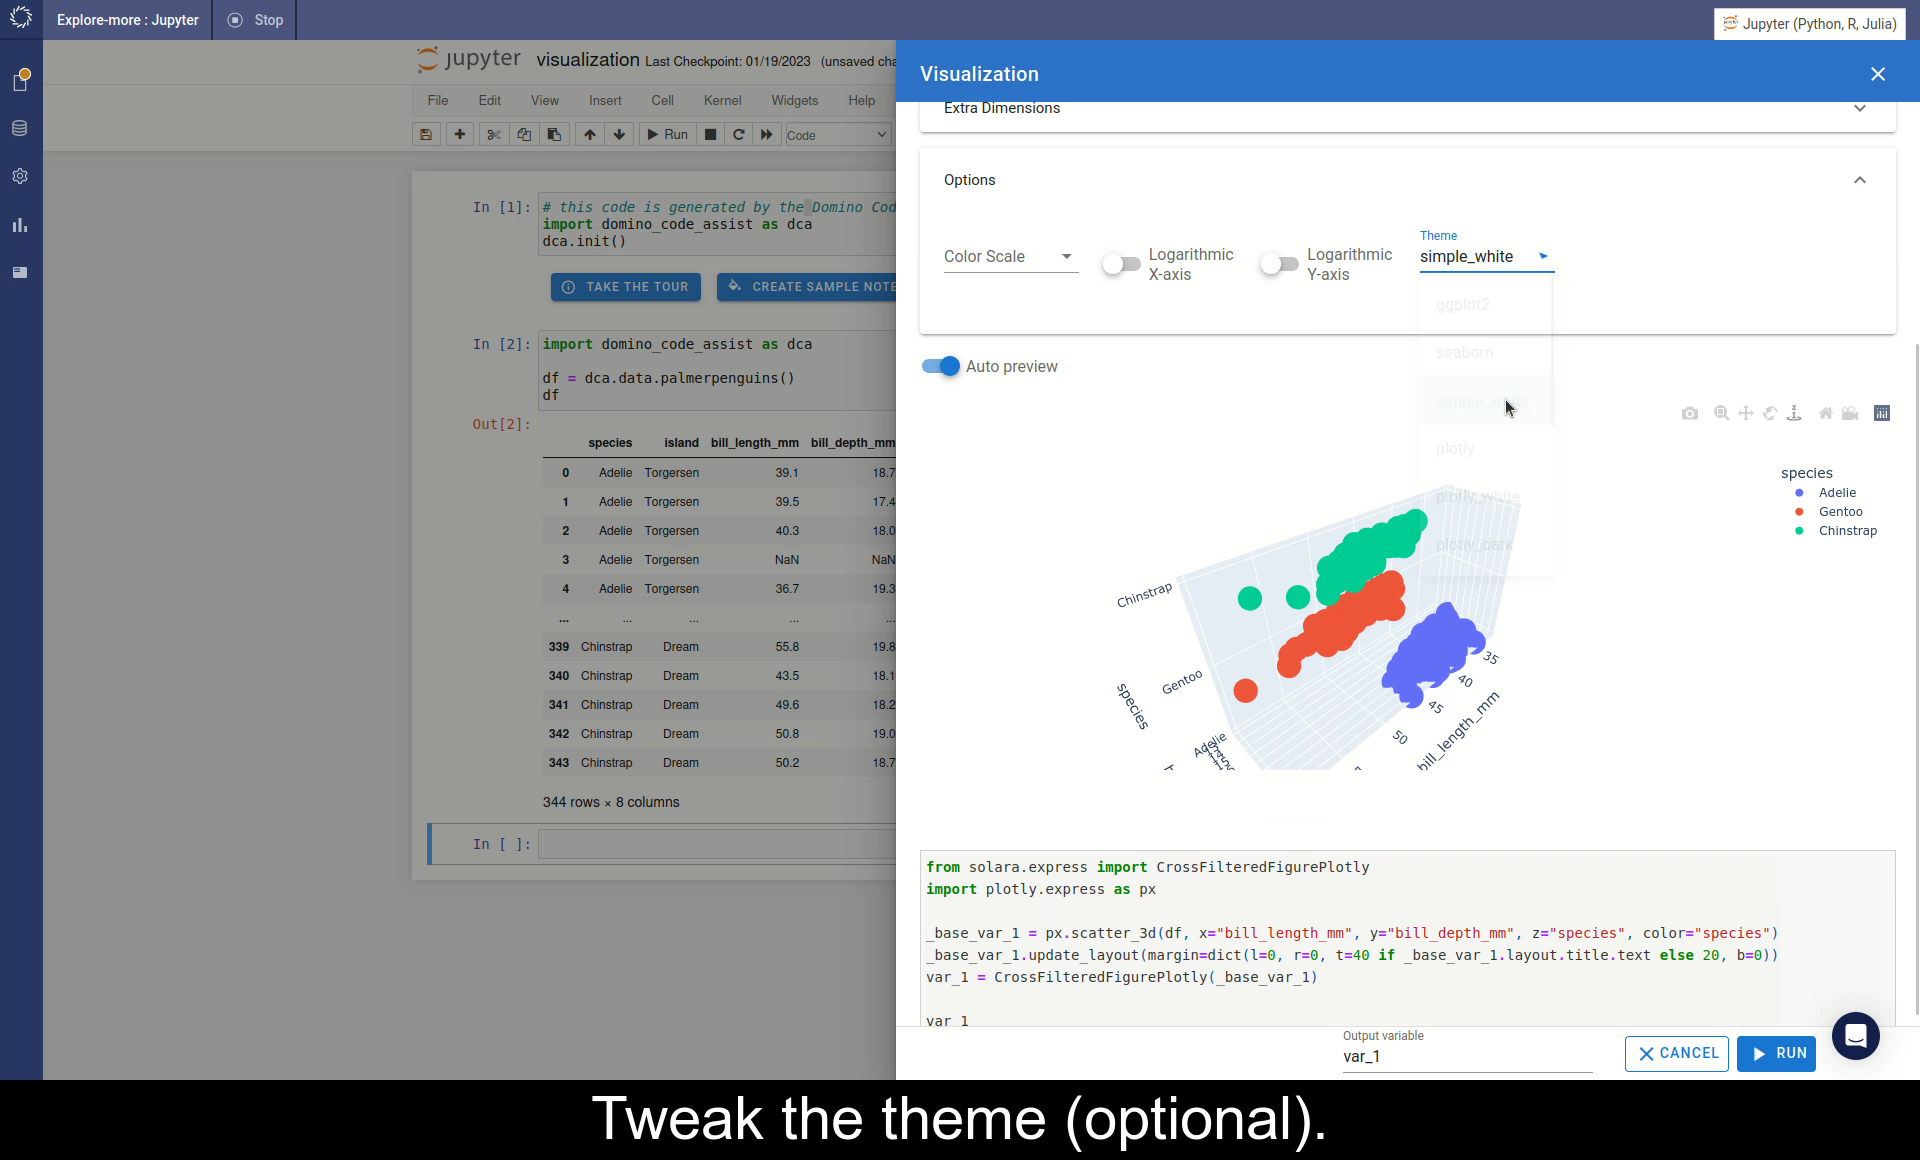 Explore-more : Jupyter
Stop
Jupyter (Python, R, Julia)
jupyter visualization Last Checkpoint: 01/19/2023 (unsaved cha
File Edit View Insert Cell Kernel Widgets Help
Run
Code
In [1]: # this code is generated by the Domino Cod
import domino_code_assist as dca
dca.init()
TAKE THE TOUR
CREATE SAMPLE NOTE
In [2]: import domino_code_assist as dca
df = dca.data.palmerpenguins()
df
Out[2]:
species island bill_length_mm bill_depth_mm
0 Adelie Torgersen 39.1 18.7
1 Adelie Torgersen 39.5 17.4
2 Adelie Torgersen 40.3 18.0
3 Adelie Torgersen NaN NaN
4 Adelie Torgersen 36.7 19.3
... ... ... ... ...
339 Chinstrap Dream 55.8 19.8
340 Chinstrap Dream 43.5 18.1
341 Chinstrap Dream 49.6 18.2
342 Chinstrap Dream 50.8 19.0
343 Chinstrap Dream 50.2 18.7
344 rows × 8 columns
In [ ]:
Visualization
Extra Dimensions
Options
Color Scale
Logarithmic
X-axis
Logarithmic
Y-axis
Theme
simple_white
ggplot2
seaborn
simple_white
plotly
plotly_white
plotly_dark
Auto preview
species
Adelie
Gentoo
Chinstrap
Chinstrap
Gentoo
Adelie
species
35
40
45
50
bill_length_mm
from solara.express import CrossFilteredFigurePlotly
import plotly.express as px
_base_var_1 = px.scatter_3d(df, x="bill_length_mm", y="bill_depth_mm", z="species", color="species")
_base_var_1.update_layout(margin=dict(l=0, r=0, t=40 if _base_var_1.layout.title.text else 20, b=0))
var_1 = CrossFilteredFigurePlotly(_base_var_1)
var_1
Output variable
var_1
CANCEL
RUN
Tweak the theme (optional).